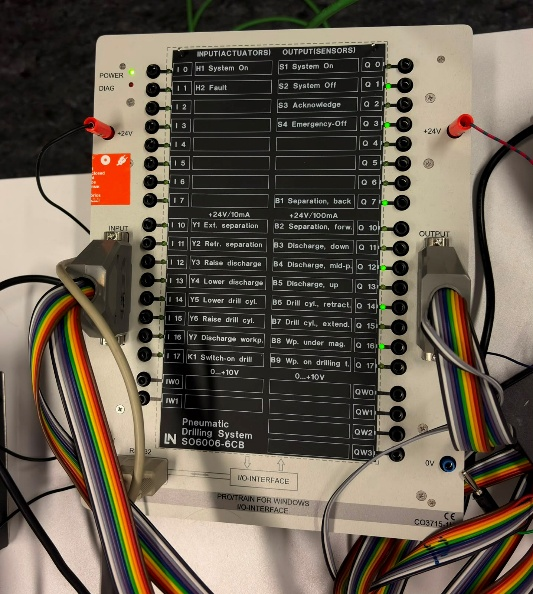 INPUT(ACTUATORS) OUTPUT(SENSORS)
POWER
DIAG
I 0 H1 System On S1 System On Q 0
I 1 H2 Fault S2 System Off Q 1
I 2 S3 Acknowledge Q 2
I 3 S4 Emergency-Off Q 3
+24V +24V
I 4 Q 4
I 5 Q 5
I 6 Q 6
I 7 B1 Separation, back Q 7
+24V/10mA +24V/100mA
INPUT OUTPUT
I 10 Y1 Ext. separation B2 Separation, forw. Q 10
I 11 Y2 Retr. separation B3 Discharge, down Q 11
I 12 Y3 Raise discharge B4 Discharge, mid-p. Q 12
I 13 Y4 Lower discharge B5 Discharge, up Q 13
I 14 Y5 Lower drill cyl. B6 Drill cyl., retract. Q 14
I 15 Y6 Raise drill cyl. B7 Drill cyl., extend. Q 15
I 16 Y7 Discharge workp. B8 Wp. under mag. Q 16
I 17 K1 Switch-on drill B9 Wp. on drilling t. Q 17
0...+10V 0...+10V
IW0 QW0
IW1 QW1
QW2
QW3
Pneumatic
Drilling System
LN SO6006-6CB
0V
I/O-INTERFACE
PRO/TRAIN FOR WINDOWS
I/O-INTERFACE
CE